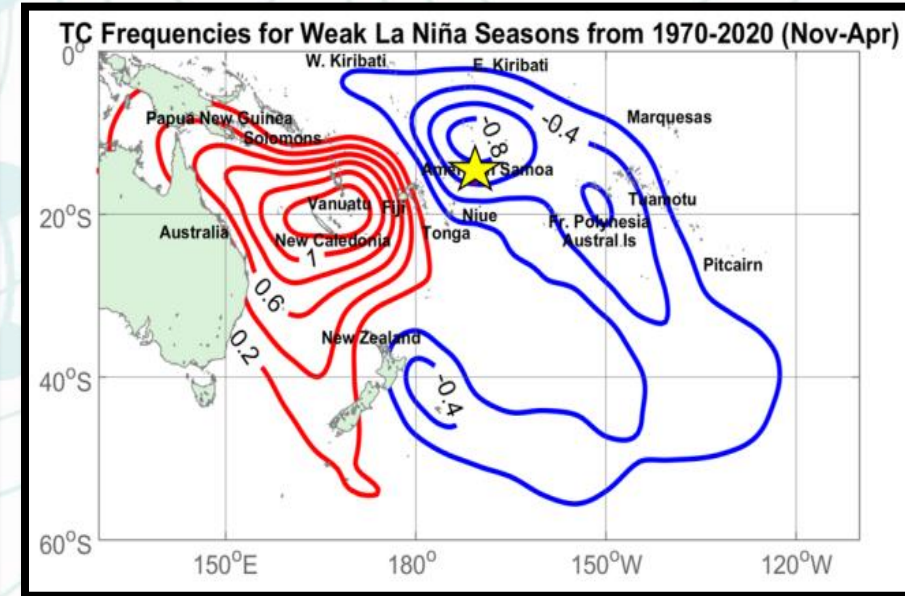 TC Frequencies for Weak La Niña Seasons from 1970-2020 (Nov-Apr)
0°
W. Kiribati
E. Kiribati
Papua New Guinea
Solomons
Marquesas
-0.4
-0.8
Samoa
Vanuatu
Fiji
Niue
Tuamotu
20°S
Australia
New Caledonia
Tonga
Fr. Polynesia
Austral Is
1
Pitcairn
0.6
0.2
New Zealand
-0.4
40°S
60°S
150°E
180°
150°W
120°W